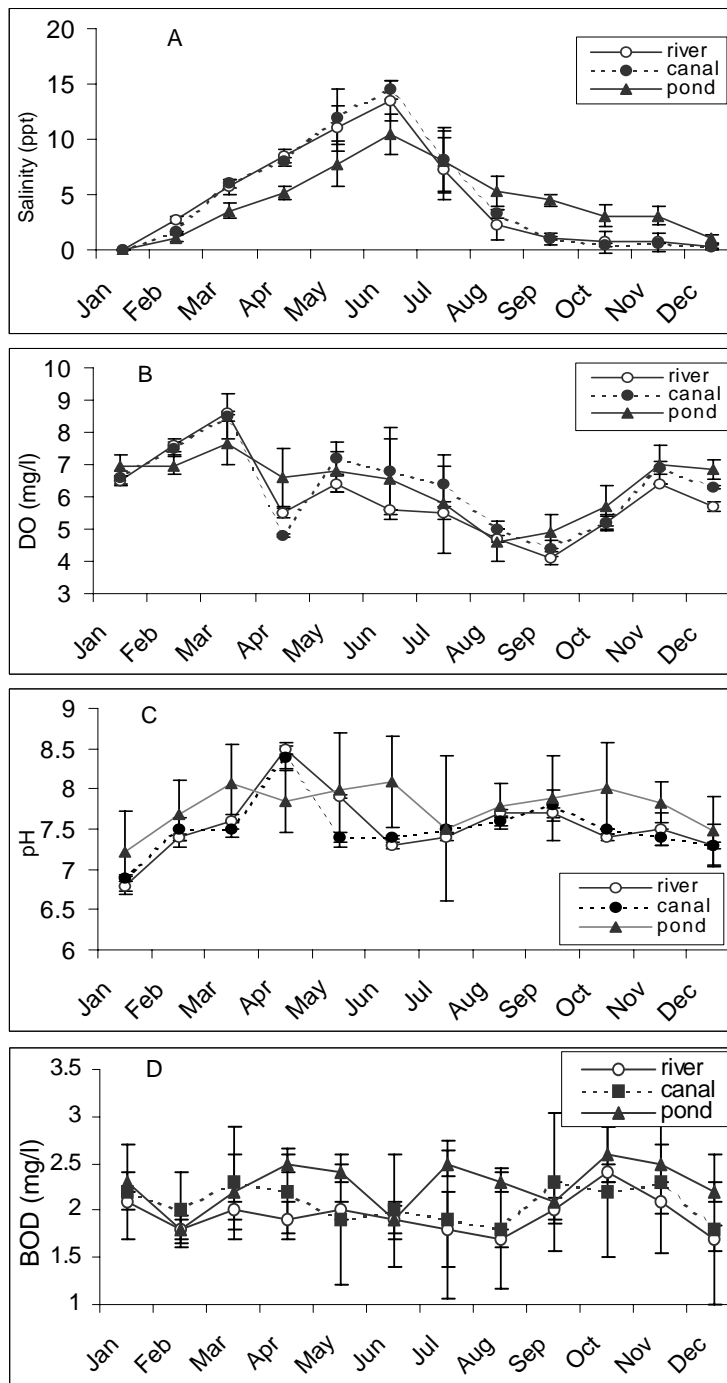 A
20
15
10
5
0
Salinity (ppt)
river
canal
pond
Jan Feb Mar Apr May Jun Jul Aug Sep Oct Nov Dec
B
10
9
8
7
6
5
4
3
DO (mg/l)
river
canal
pond
Jan Feb Mar Apr May Jun Jul Aug Sep Oct Nov Dec
C
9
8.5
8
7.5
7
6.5
6
pH
river
canal
pond
Jan Feb Mar Apr May Jun Jul Aug Sep Oct Nov Dec
D
3.5
3
2.5
2
1.5
1
BOD (mg/l)
river
canal
pond
Jan Feb Mar Apr May Jun Jul Aug Sep Oct Nov Dec